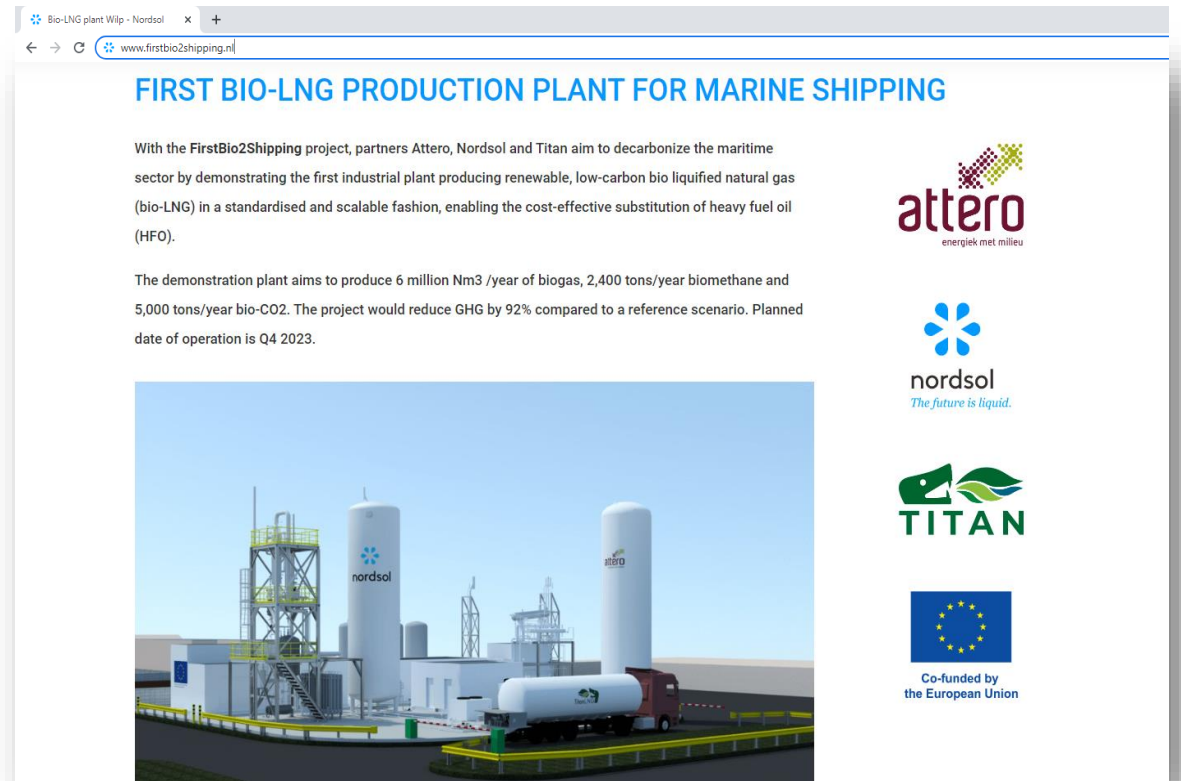 Bio-LNG plant Wilp - Nordsol
www.firstbio2shipping.nl
FIRST BIO-LNG PRODUCTION PLANT FOR MARINE SHIPPING
With the FirstBio2Shipping project, partners Attero, Nordsol and Titan aim to decarbonize the maritime
sector by demonstrating the first industrial plant producing renewable, low-carbon bio liquified natural gas
(bio-LNG) in a standardised and scalable fashion, enabling the cost-effective substitution of heavy fuel oil
(HFO).
The demonstration plant aims to produce 6 million Nm3 /year of biogas, 2,400 tons/year biomethane and
5,000 tons/year bio-CO2. The project would reduce GHG by 92% compared to a reference scenario. Planned
date of operation is Q4 2023.
nordsol
attero
attero
energiek met milieu
nordsol
The future is liquid.
TITAN
Co-funded by
the European Union